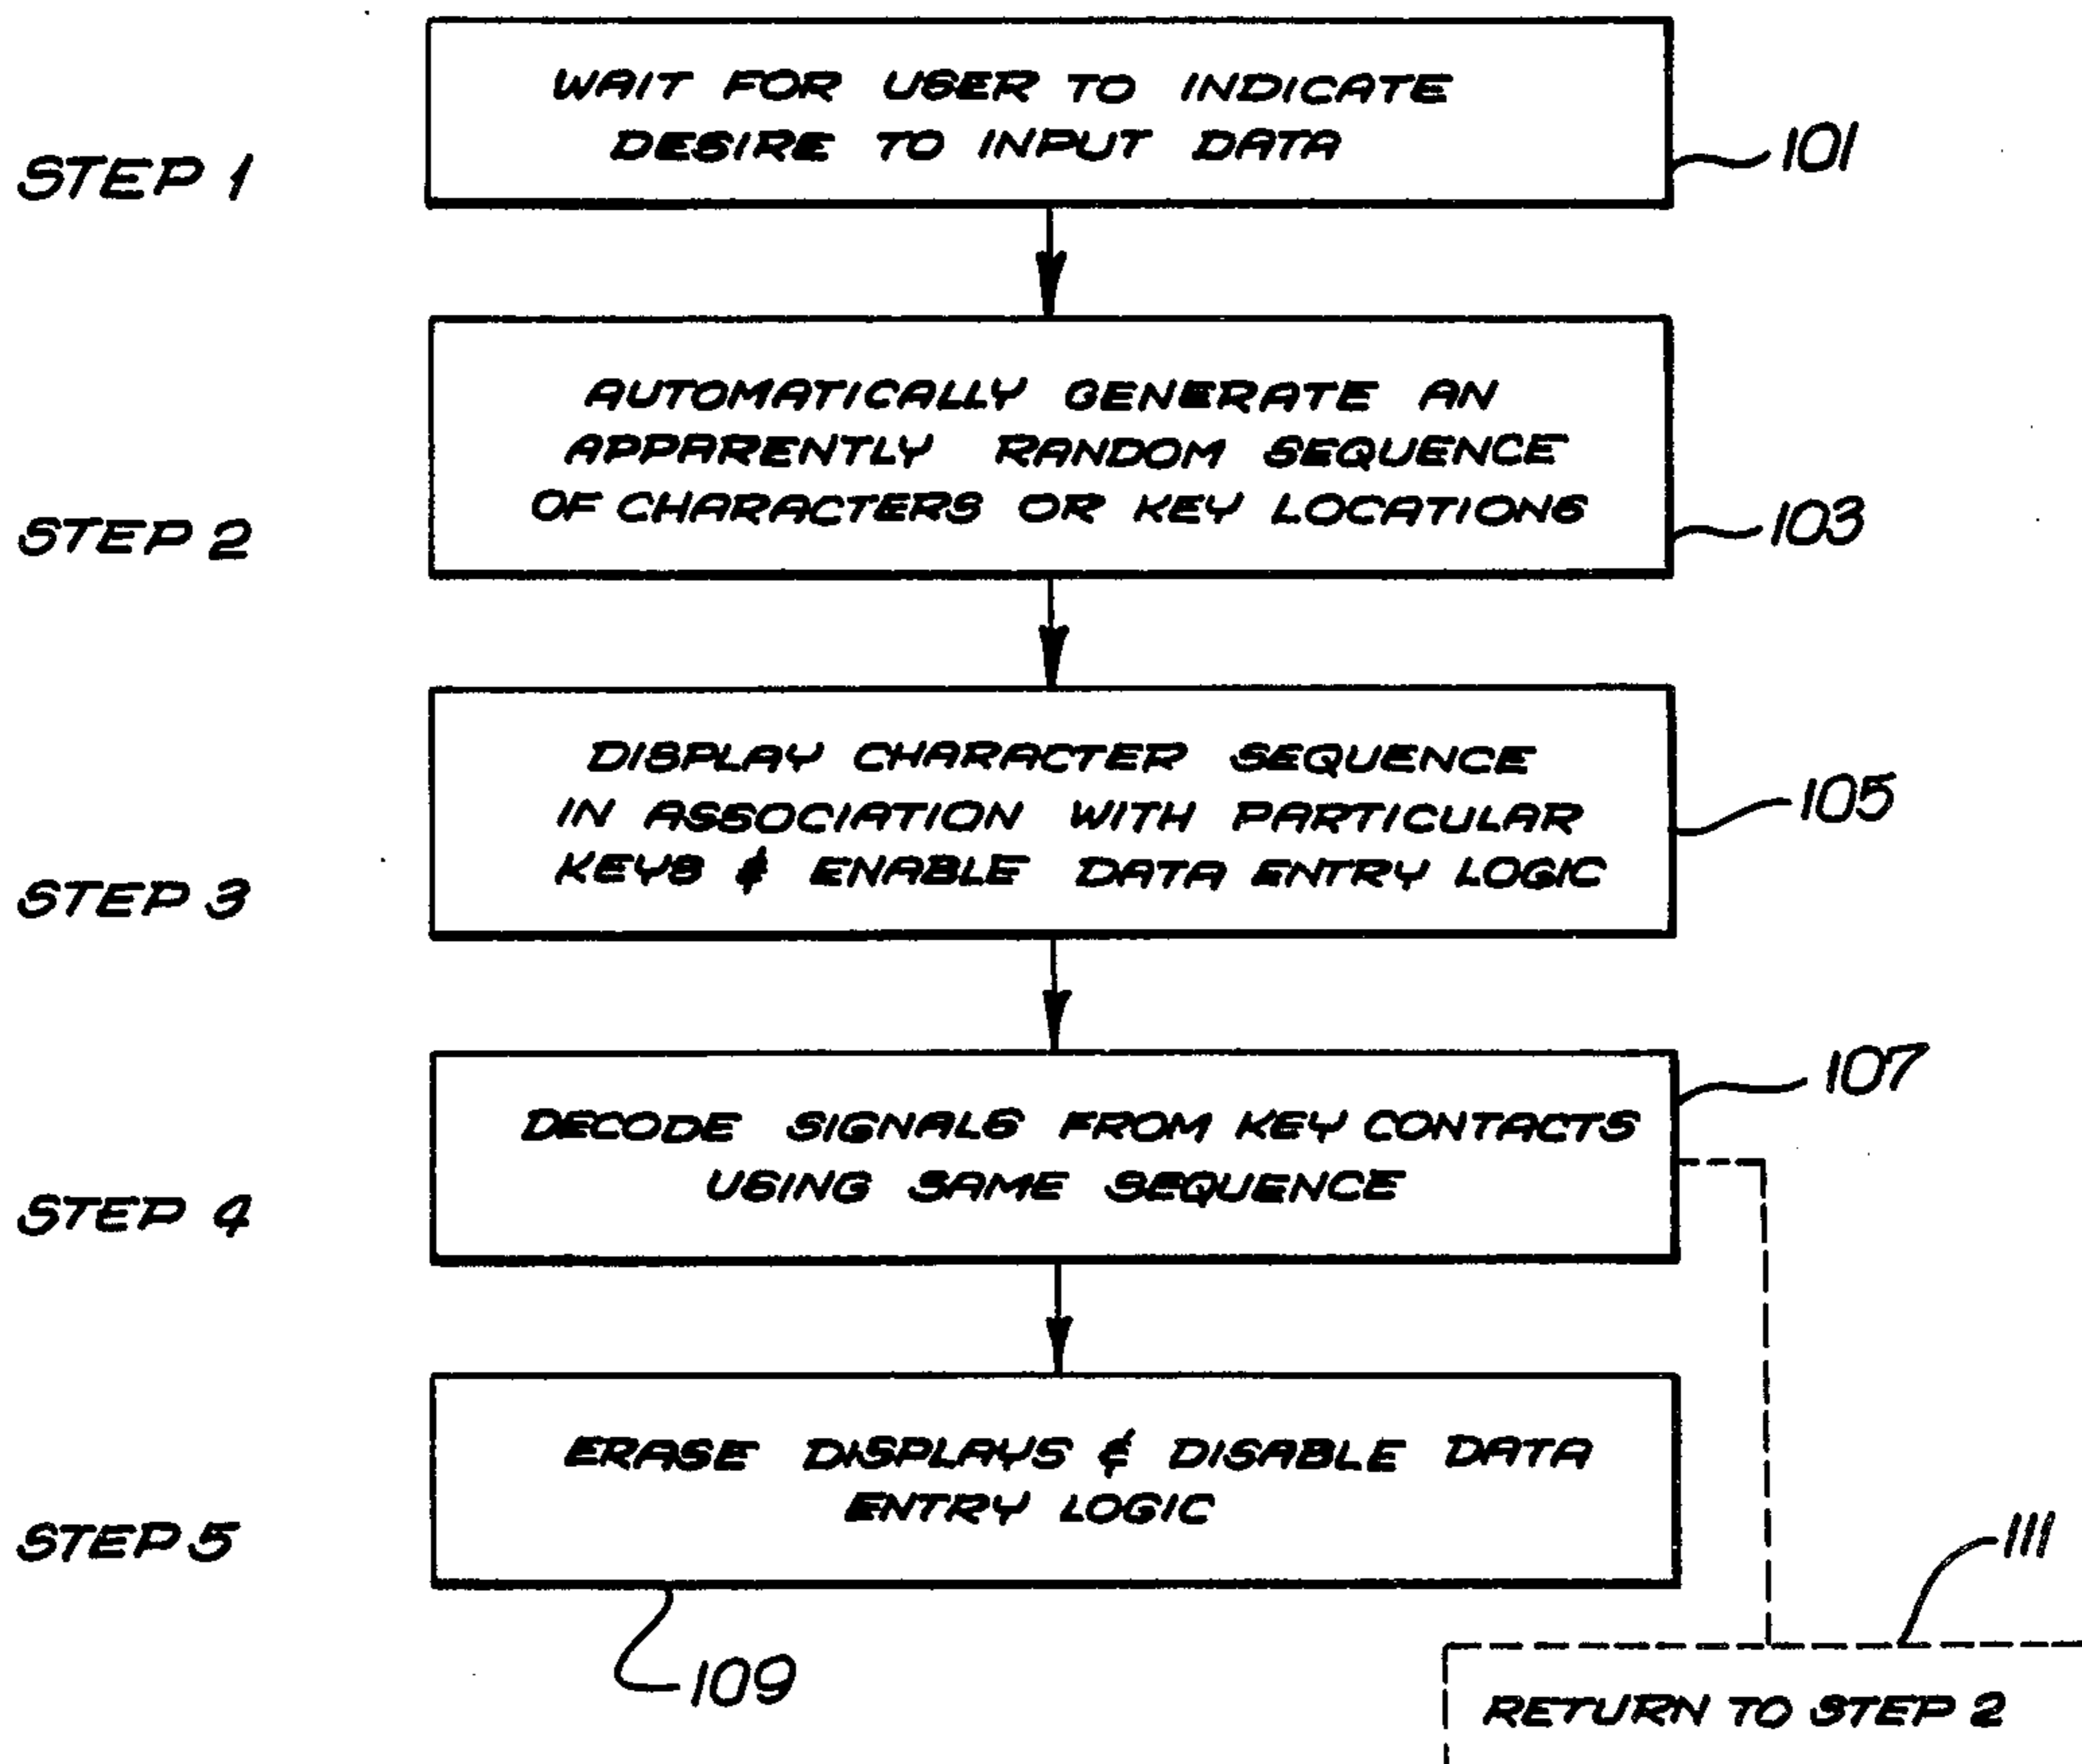 WAIT FOR USER TO INDICATE
DESIRE TO INPUT DATA
STEP 1
101
AUTOMATICALLY GENERATE AN
APPARENTLY RANDOM SEQUENCE
OF CHARACTERS OR KEY LOCATIONS
STEP 2
103
DISPLAY CHARACTER SEQUENCE
IN ASSOCIATION WITH PARTICULAR
KEYS & ENABLE DATA ENTRY LOGIC
STEP 3
105
DECODE SIGNALS FROM KEY CONTACTS
USING SAME SEQUENCE
STEP 4
107
ERASE DISPLAYS & DISABLE DATA
ENTRY LOGIC
STEP 5
109
111
RETURN TO STEP 2